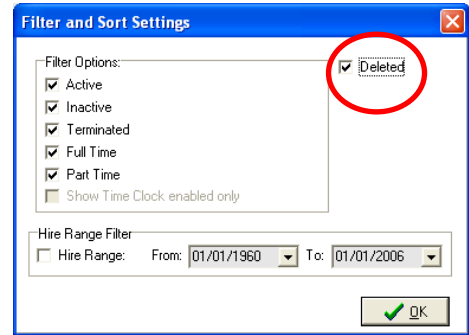 Filter and Sort Settings
Filter Options:
Deleted
Active
Inactive
Terminated
Full Time
Part Time
Show Time Clock enabled only
Hire Range Filter
Hire Range: From: 01/01/1960 To: 01/01/2006
OK